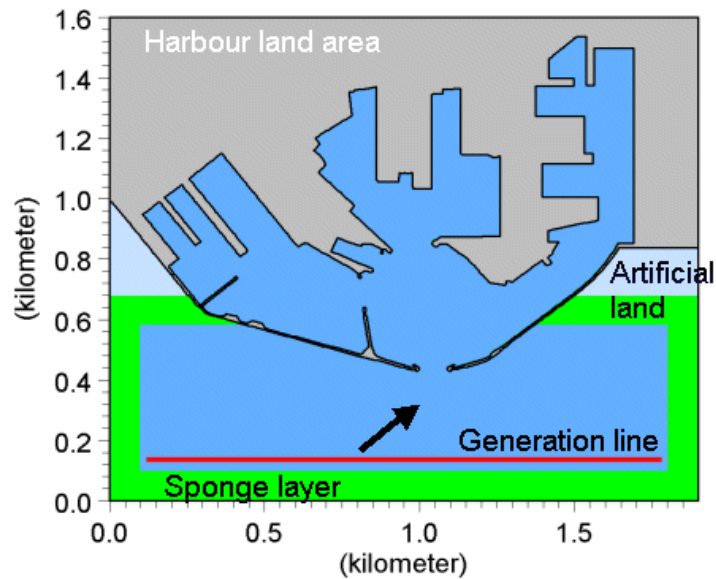 1.6
Harbour land area
1.4
1.2
1.0
(kilometer)
0.8
Artificial
land
0.6
0.4
0.2
Generation line
Sponge layer
0.0
0.0
0.5
1.0
1.5
(kilometer)